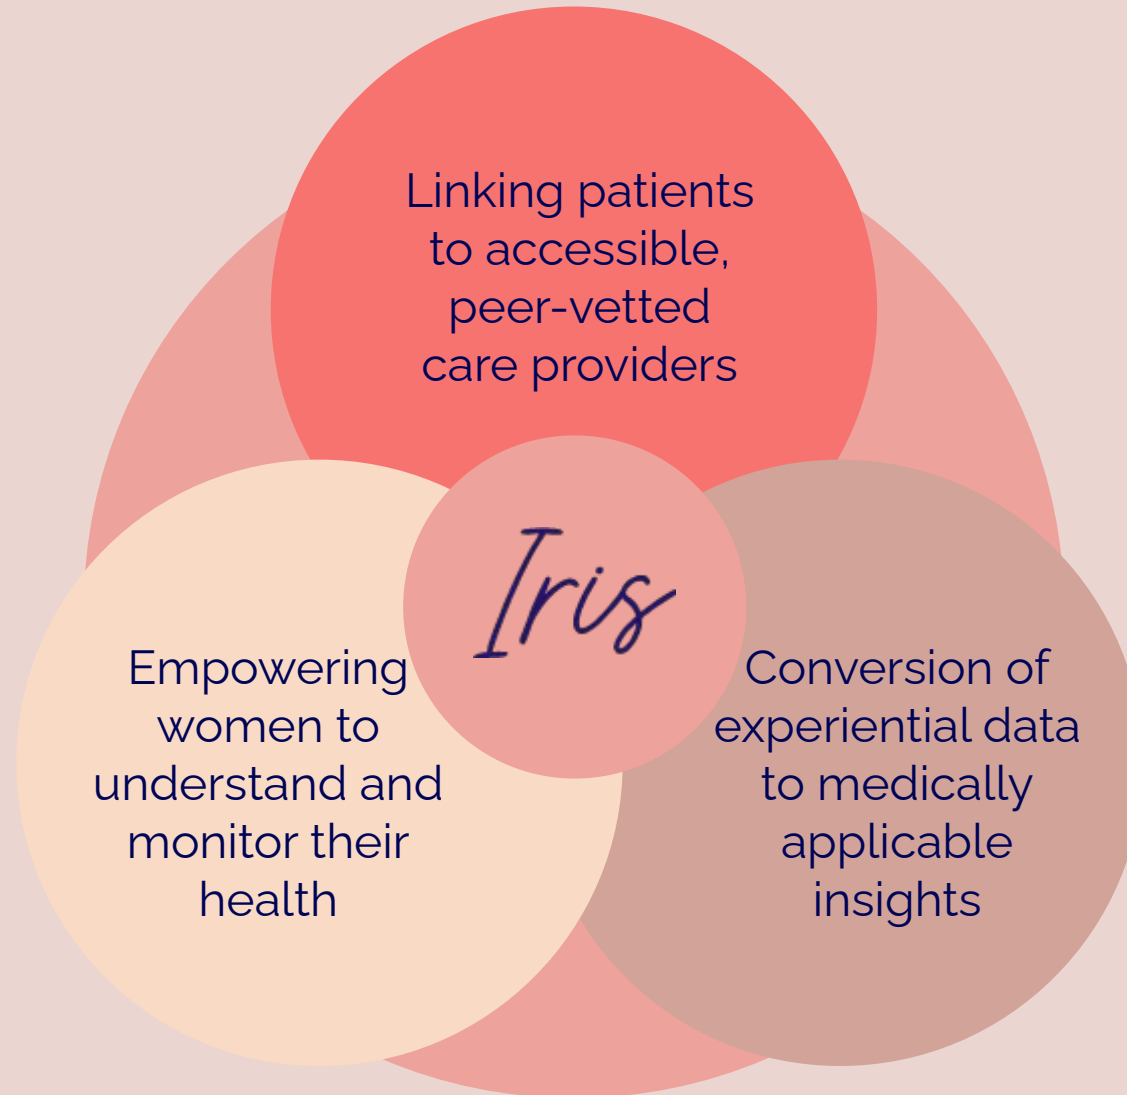 Linking patients
to accessible,
peer-vetted
care providers
Iris
Empowering
women to
understand and
monitor their
health
Conversion of
experiential data
to medically
applicable
insights